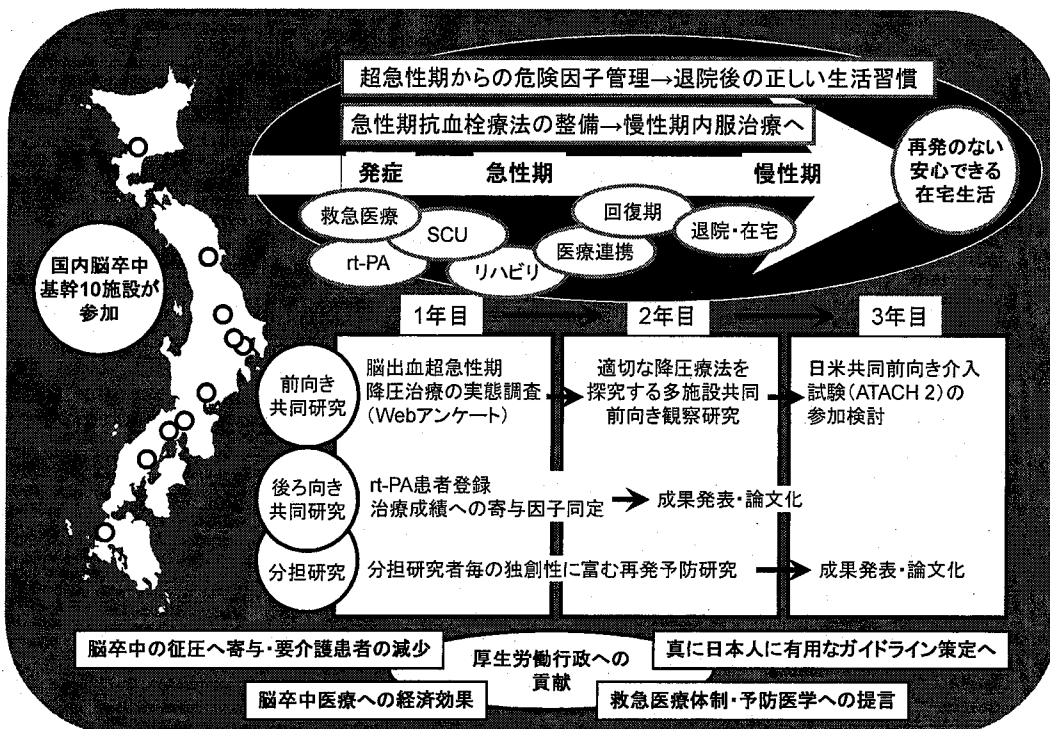 超急性期からの危険因子管理→退院後の正しい生活習慣
急性期抗血栓療法の整備→慢性期内服治療へ
発症
急性期
慢性期
再発のない
安心できる
在宅生活
救急医療
SCU
rt-PA
リハビリ
医療連携
回復期
退院・在宅
国内脳卒中
基幹10施設が
参加
1年目
2年目
3年目
前向き
共同研究
脳出血超急性期
降圧治療の実態調査
(Webアンケート)
適切な降圧療法を
探究する多施設共同
前向き観察研究
日米共同前向き介入
試験(ATACH 2)の
参加検討
後ろ向き
共同研究
rt-PA患者登録
治療成績への寄与因子同定
成果発表・論文化
分担研究
分担研究者毎の独創性に富む再発予防研究
成果発表・論文化
脳卒中の征圧へ寄与・要介護患者の減少
厚生労働行政への
貢献
真に日本人に有用なガイドライン策定へ
脳卒中医療への経済効果
救急医療体制・予防医学への提言